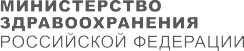 МИНИСТЕРСТВО
ЗДРАВООХРАНЕНИЯ
РОССИЙСКОЙ ФЕДЕРАЦИИ